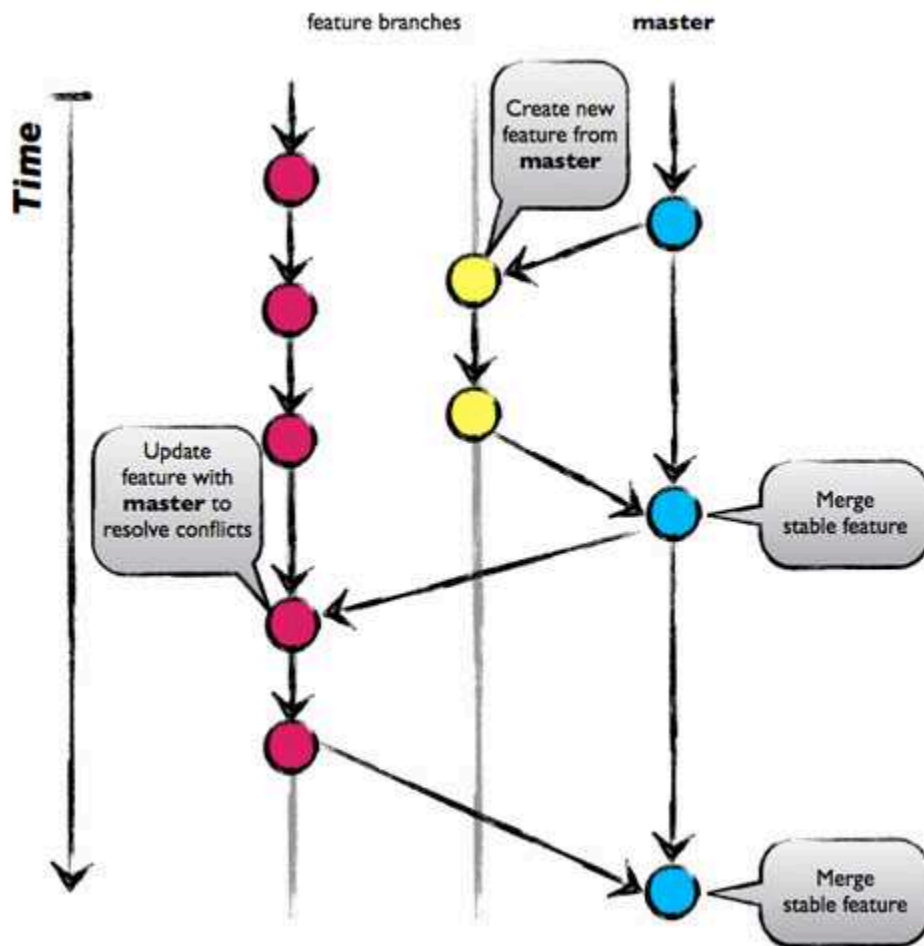 feature branches
master
Time
Create new
feature from
master
Update
feature with
master to
resolve conflicts
Merge
stable feature
Merge
stable feature